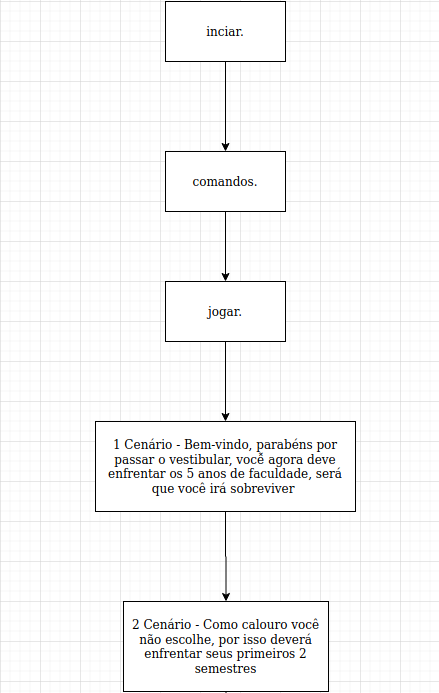 inciar.
comandos.
jogar.
1 Cenário - Bem-vindo, parabéns por
passar o vestibular, você agora deve
enfrentar os 5 anos de faculdade, será
que você irá sobreviver
2 Cenário - Como calouro você
não escolhe, por isso deverá
enfrentar seus primeiros 2
semestres